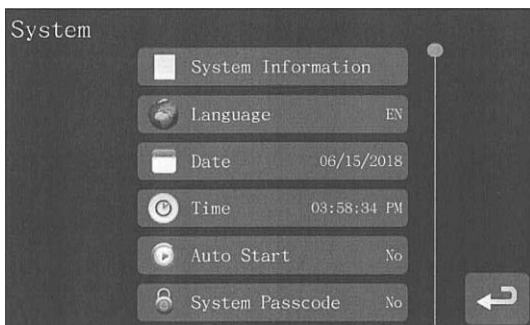 System
System Information
Language EN
Date 06/15/2018
Time 03:58:34 PM
Auto Start No
System Passcode No